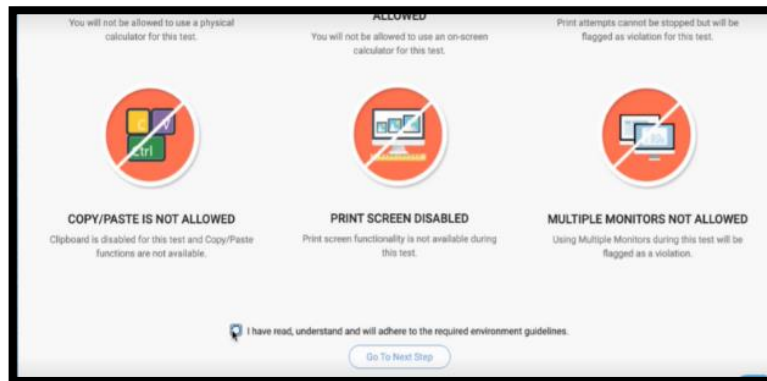 You will not be allowed to use a physical
calculator for this test.
ALLOWED
You will not be allowed to use an on-screen
calculator for this test.
Print attempts cannot be stopped but will be
flagged as violation for this test.
C V
Ctrl
COPY/PASTE IS NOT ALLOWED
Clipboard is disabled for this test and Copy/Paste
functions are not available.
PRINT SCREEN DISABLED
Print screen functionality is not available during
this test.
MULTIPLE MONITORS NOT ALLOWED
Using Multiple Monitors during this test will be
flagged as a violation.
I have read, understand and will adhere to the required environment guidelines.
Go To Next Step